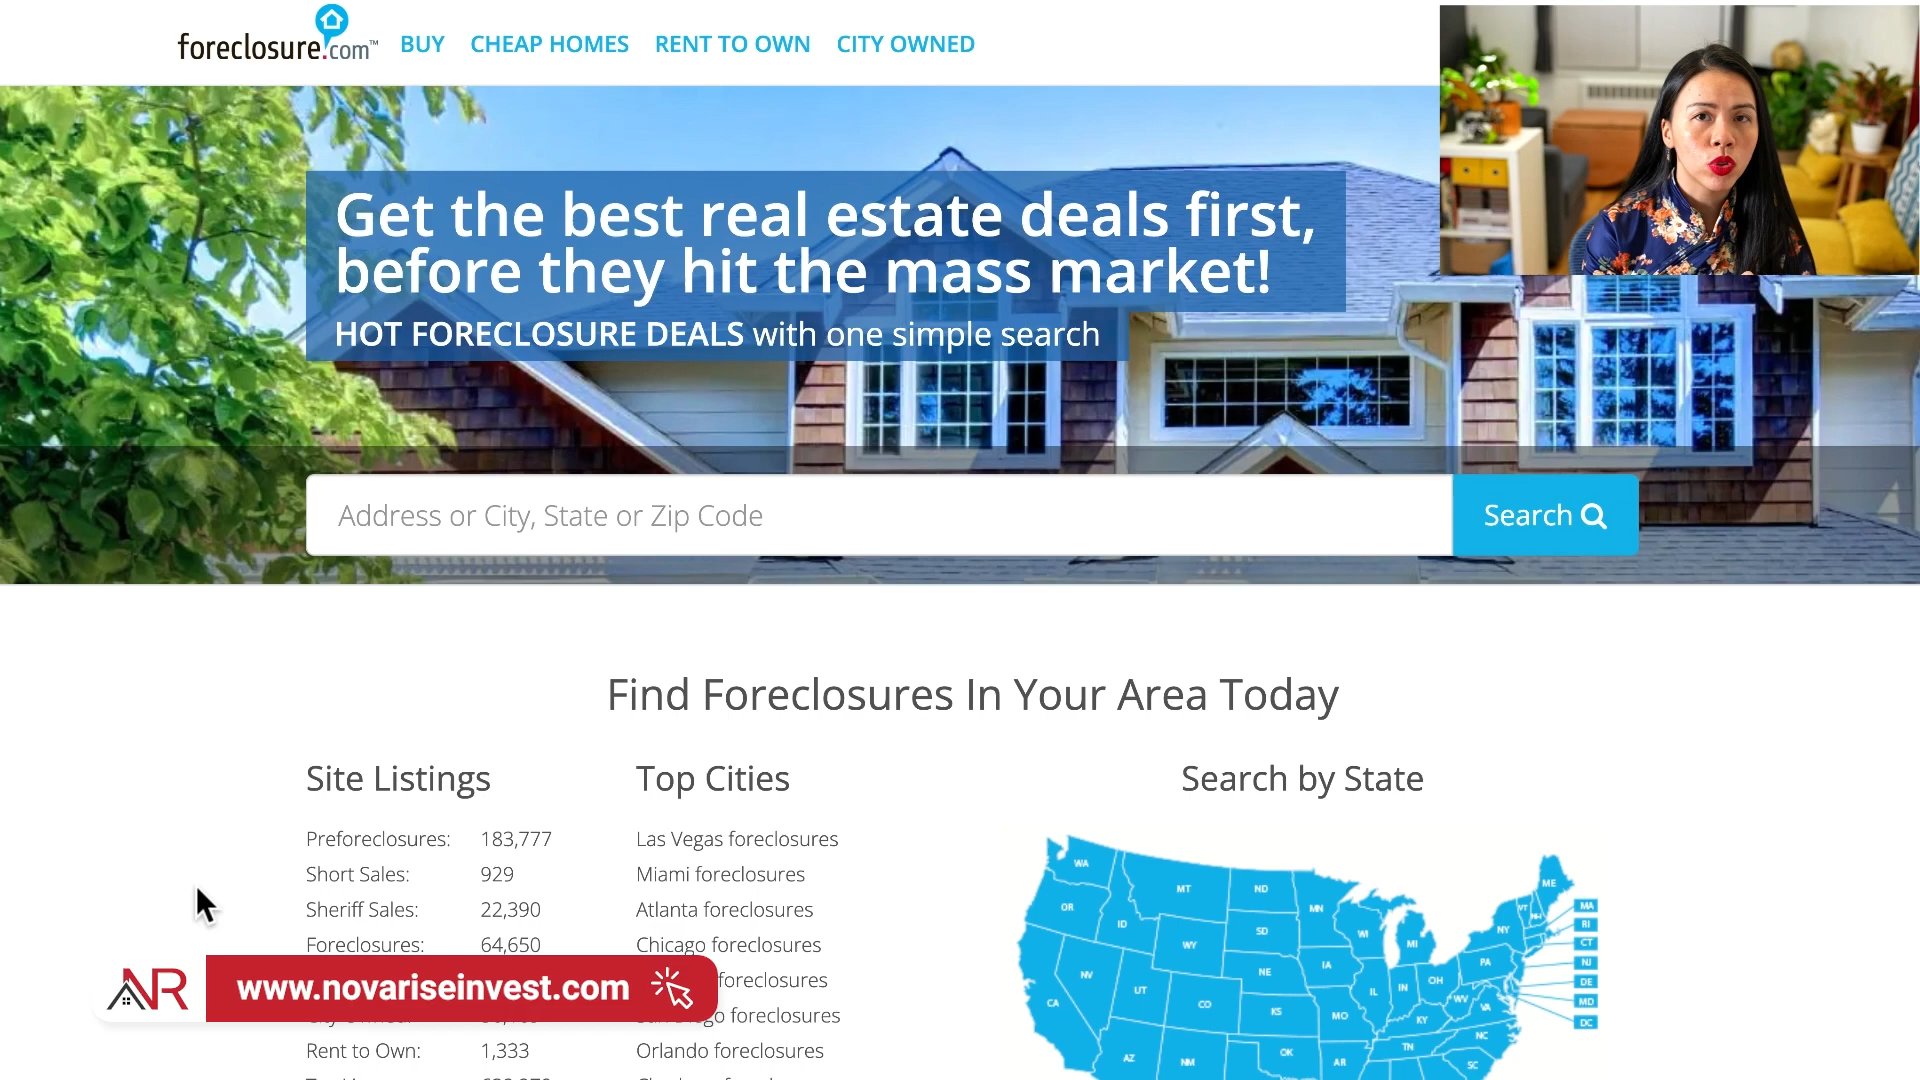 foreclosure.com™
BUY CHEAP HOMES RENT TO OWN CITY OWNED
Get the best real estate deals first,
before they hit the mass market!
HOT FORECLOSURE DEALS with one simple search
Address or City, State or Zip Code
Search
Find Foreclosures In Your Area Today
Site Listings
Preforeclosures: 183,777
Short Sales: 929
Sheriff Sales: 22,390
Foreclosures: 64,650
Rent to Own: 1,333
Top Cities
Las Vegas foreclosures
Miami foreclosures
Atlanta foreclosures
Chicago foreclosures
foreclosures
foreclosures
Orlando foreclosures
Search by State
WA
MT
ND
MN
ME
OR
ID
SD
WI
VT
NH
MA
WY
MI
NY
RI
CT
NV
NE
IA
PA
NJ
UT
IL
IN
OH
DE
CA
CO
WV
VA
MD
KS
MO
KY
DC
NC
AZ
NM
OK
AR
TN
SC
NR
www.novariseinvest.com